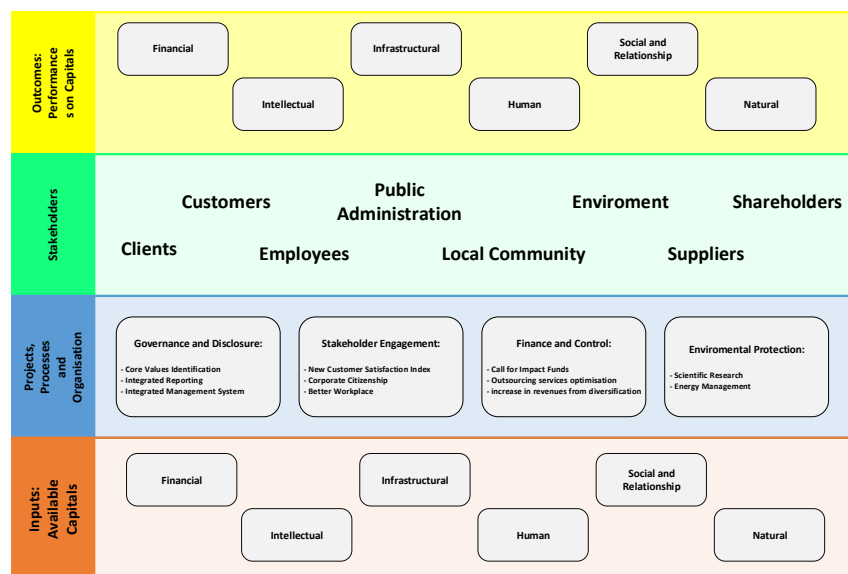 Outcomes:
Performance
s on Capitals
Financial
Infrastructural
Social and
Relationship
Intellectual
Human
Natural
Stakeholders
Customers
Public
Administration
Enviroment
Shareholders
Clients
Employees
Local Community
Suppliers
Projects,
Processes
and
Organisation
Governance and Disclosure:
- Core Values Identification
- Integrated Reporting
- Integrated Management System
Stakeholder Engagement:
- New Customer Satisfaction Index
- Corporate Citizenship
- Better Workplace
Finance and Control:
- Call for Impact Funds
- Outsourcing services optimisation
- increase in revenues from diversification
Enviromental Protection:
- Scientific Research
- Energy Management
Inputs:
Available
Capitals
Financial
Infrastructural
Social and
Relationship
Intellectual
Human
Natural